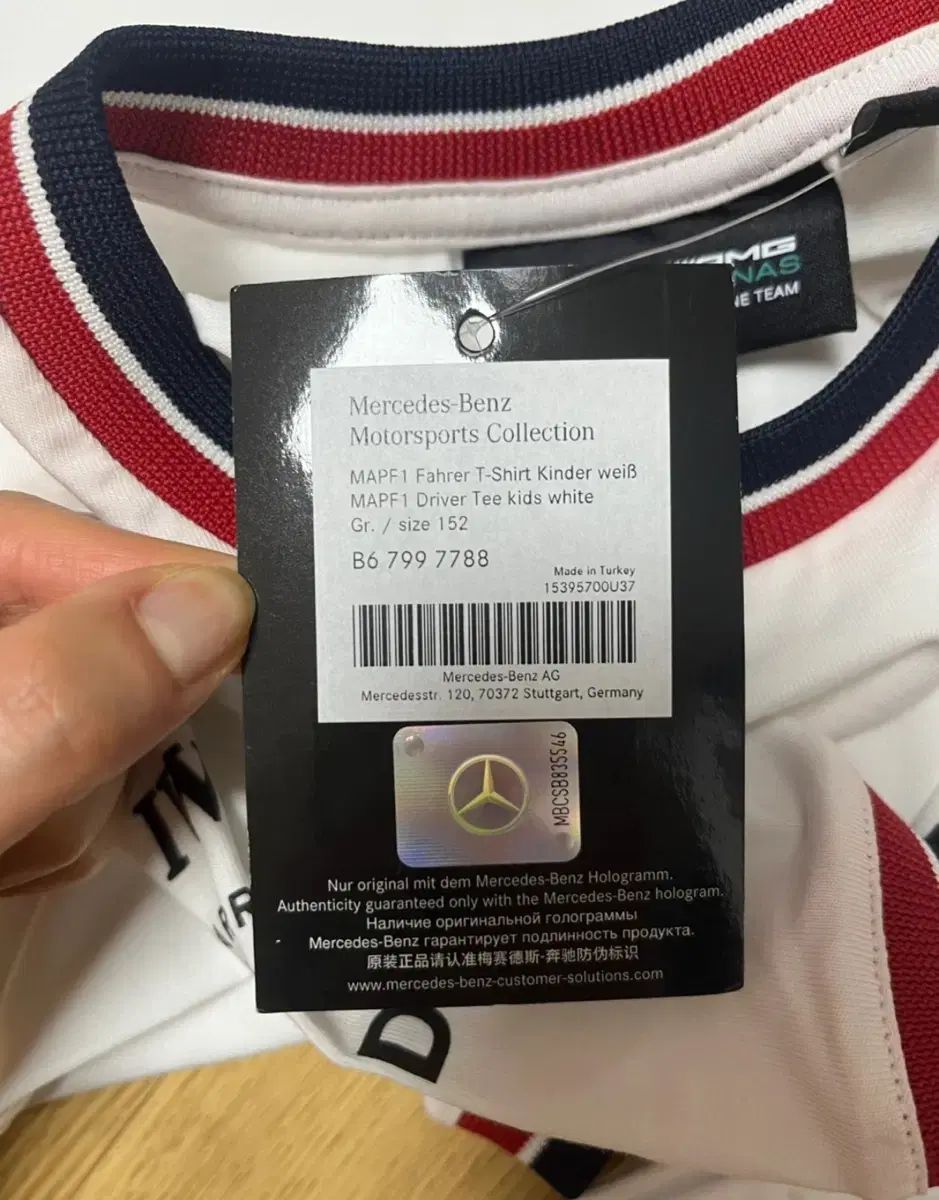 AMG
NAS
NE TEAM
Mercedes-Benz
Motorsports Collection
MAPF1 Fahrer T-Shirt Kinder weiß
MAPF1 Driver Tee kids white
Gr. / size 152
B6 799 7788
Made in Turkey
15395700U37
Mercedes-Benz AG
Mercedesstr. 120, 70372 Stuttgart, Germany
MBCSB835546
Nur original mit dem Mercedes-Benz Hologramm.
Authenticity guaranteed only with the Mercedes-Benz hologram.
Наличие оригинальной голограммы
Mercedes-Benz гарантирует подлинность продукта.
原装正品请认准梅赛德斯-奔驰防伪标识
www.mercedes-benz-customer-solutions.com
D